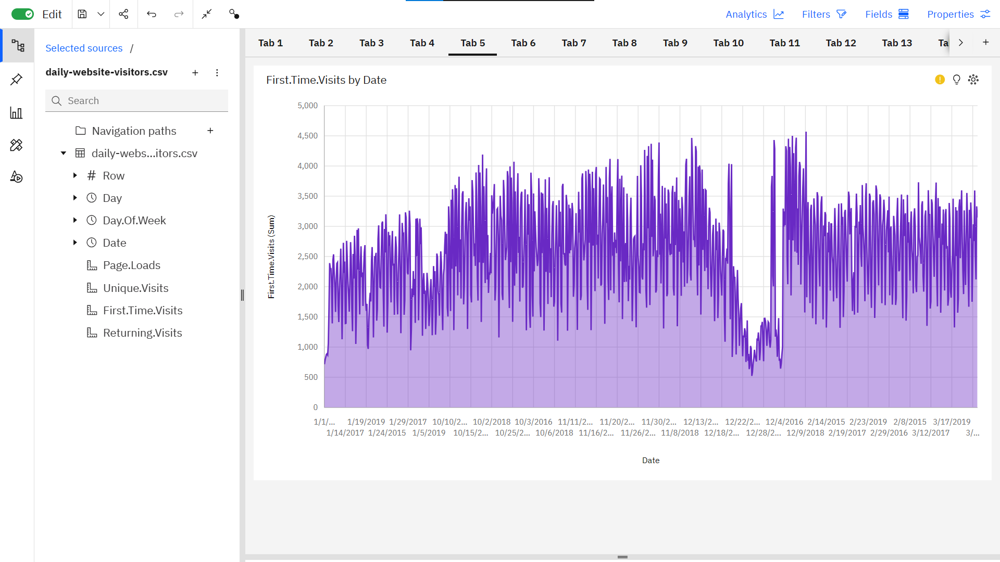 Edit
Analytics
Filters
Fields
Properties
Selected sources /
daily-website-visitors.csv
Search
Navigation paths
daily-webs...itors.csv
Row
Day
Day.Of.Week
Date
Page.Loads
Unique.Visits
First.Time.Visits
Returning.Visits
Tab 1 Tab 2 Tab 3 Tab 4 Tab 5 Tab 6 Tab 7 Tab 8 Tab 9 Tab 10 Tab 11 Tab 12 Tab 13 Ta
First.Time.Visits by Date
First.Time.Visits (Sum)
5,000
4,500
4,000
3,500
3,000
2,500
2,000
1,500
1,000
500
0
1/1/... 1/19/2019 1/29/2017 10/10/2... 10/2/2018 10/3/2016 11/11/2... 11/20/2... 11/30/2... 12/13/2... 12/22/2... 12/4/2016 2/14/2015 2/23/2019 2/8/2015 3/17/2019
1/14/2017 1/24/2015 1/5/2019 10/15/2... 10/25/2... 10/6/2018 11/16/2... 11/26/2... 11/8/2018 12/18/2... 12/28/2... 12/9/2018 2/19/2017 2/29/2016 3/12/2017 3/...
Date